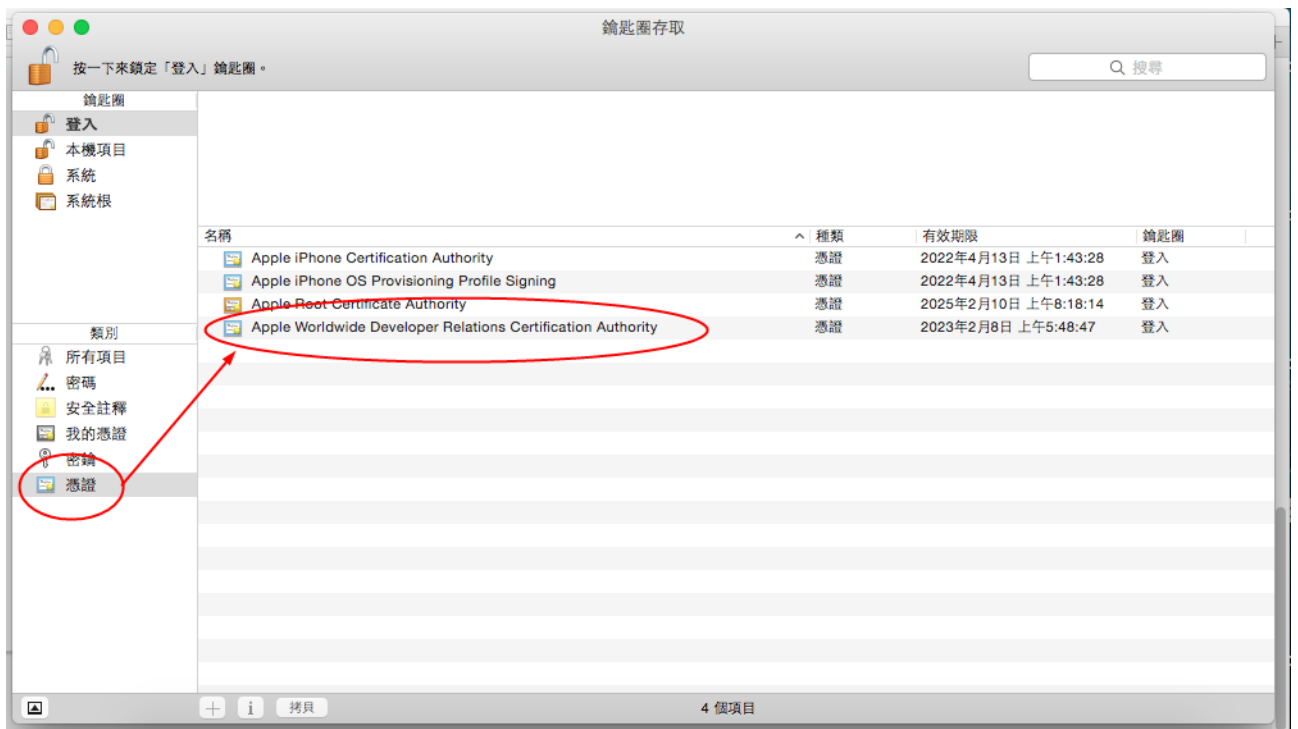 鑰匙圈存取
按一下來鎖定「登入」鑰匙圈。
搜尋
鑰匙圈
登入
本機項目
系統
系統根
名稱 種類 有效期限 鑰匙圈
Apple iPhone Certification Authority 憑證 2022年4月13日 上午1:43:28 登入
Apple iPhone OS Provisioning Profile Signing 憑證 2022年4月13日 上午1:43:28 登入
Apple Root Certificate Authority 憑證 2025年2月10日 上午8:18:14 登入
Apple Worldwide Developer Relations Certification Authority 憑證 2023年2月8日 上午5:48:47 登入
類別
所有項目
密碼
安全註釋
我的憑證
密鑰
憑證
拷貝
4 個項目